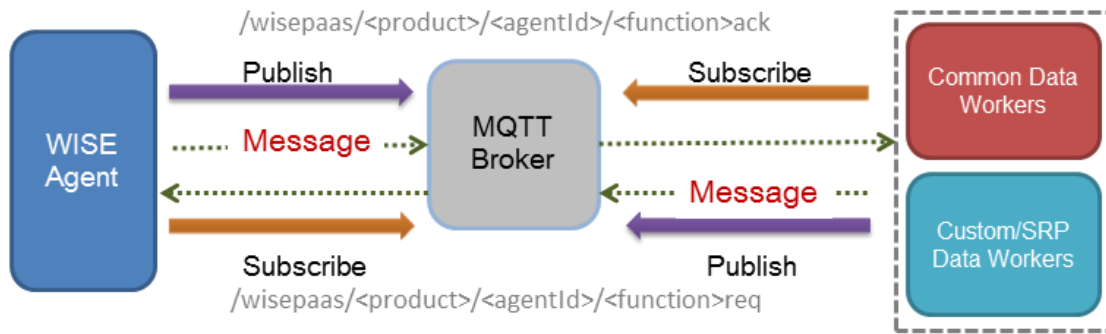 /wisepaas/<product>/<agentId>/<function>ack
Publish
Subscribe
WISE
Agent
Message
MQTT
Broker
Common Data
Workers
Message
Custom/SRP
Data Workers
Subscribe
Publish
/wisepaas/<product>/<agentId>/<function>req